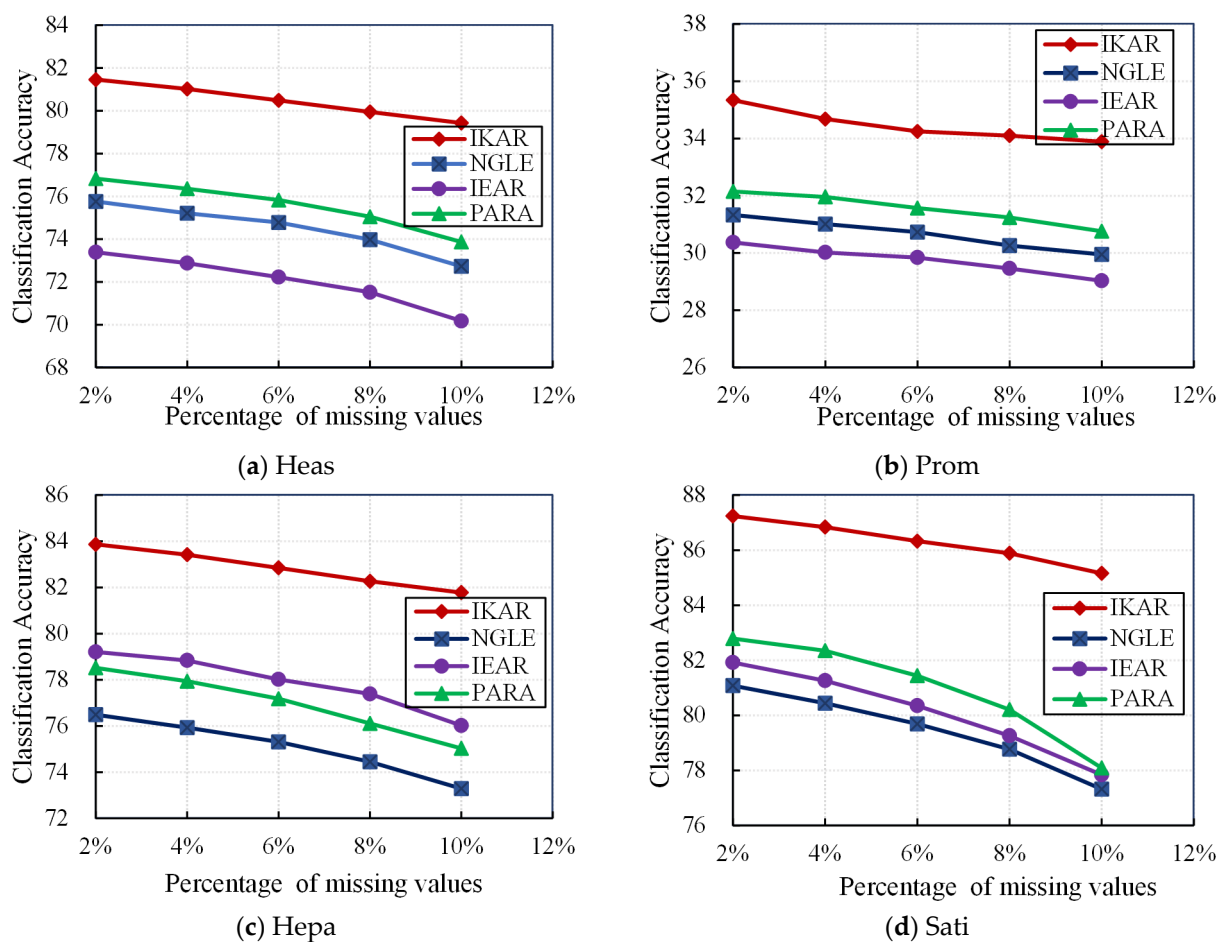 84
82
80
78
76
74
72
70
68
Classification Accuracy
IKAR
NGLE
IEAR
PARA
2% 4% 6% 8% 10% 12%
Percentage of missing values
(a) Heas
38
36
34
32
30
28
26
Classification Accuracy
IKAR
NGLE
IEAR
PARA
2% 4% 6% 8% 10% 12%
Percentage of missing values
(b) Prom
86
84
82
80
78
76
74
72
Classification Accuracy
IKAR
NGLE
IEAR
PARA
2% 4% 6% 8% 10% 12%
Percentage of missing values
(c) Hepa
88
86
84
82
80
78
76
Classification Accuracy
IKAR
NGLE
IEAR
PARA
2% 4% 6% 8% 10% 12%
Percentage of missing values
(d) Sati